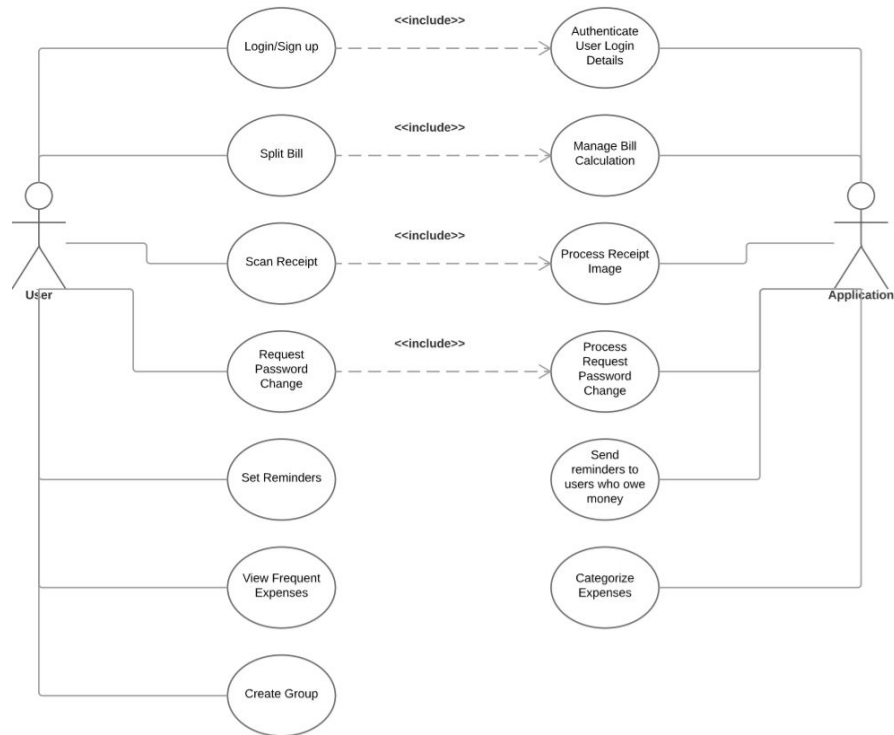 <<include>>
Login/Sign up
Authenticate
User Login
Details
<<include>>
Split Bill
Manage Bill
Calculation
<<include>>
Scan Receipt
Process Receipt
Image
User
Application
<<include>>
Request
Password
Change
Process
Request
Password
Change
Set Reminders
Send
reminders to
users who owe
money
View Frequent
Expenses
Categorize
Expenses
Create Group